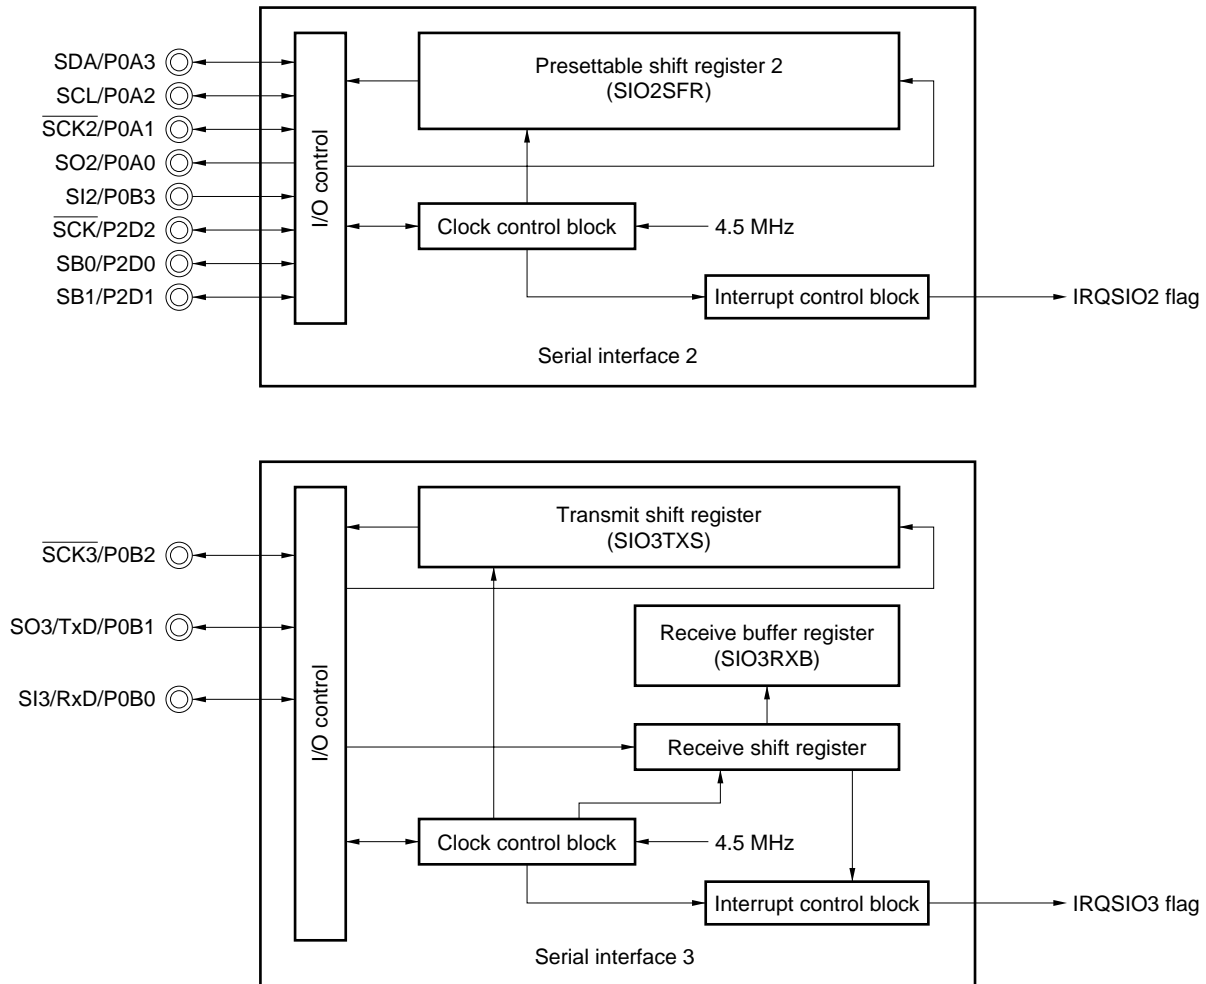 SDA/P0A3
SCL/P0A2
S̅C̅K̅2̅/P0A1
SO2/P0A0
SI2/P0B3
S̅C̅K̅/P2D2
SB0/P2D0
SB1/P2D1
I/O control
Presettable shift register 2
(SIO2SFR)
Clock control block
4.5 MHz
Interrupt control block
IRQSIO2 flag
Serial interface 2
S̅C̅K̅3̅/P0B2
SO3/TxD/P0B1
SI3/RxD/P0B0
I/O control
Transmit shift register
(SIO3TXS)
Receive buffer register
(SIO3RXB)
Receive shift register
Clock control block
4.5 MHz
Interrupt control block
IRQSIO3 flag
Serial interface 3